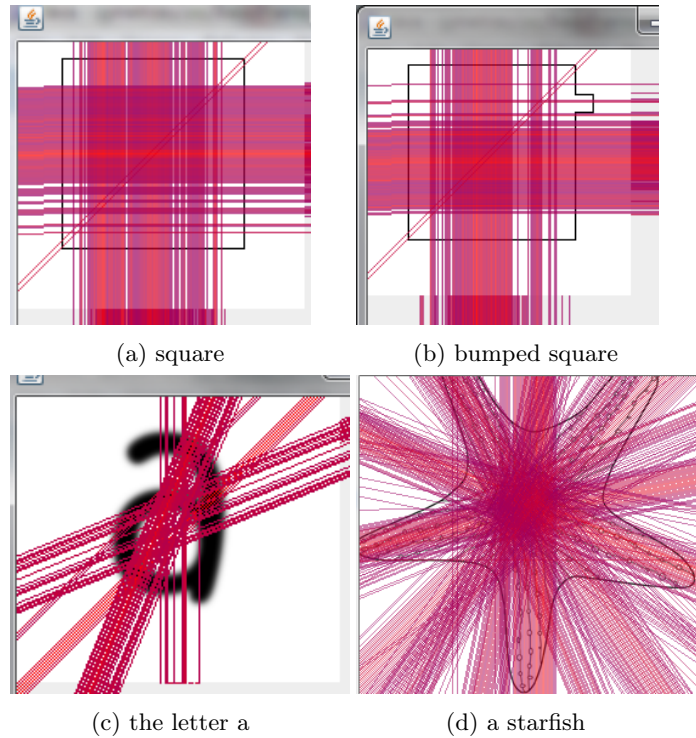 (a) square
(b) bumped square
(c) the letter a
(d) a starfish